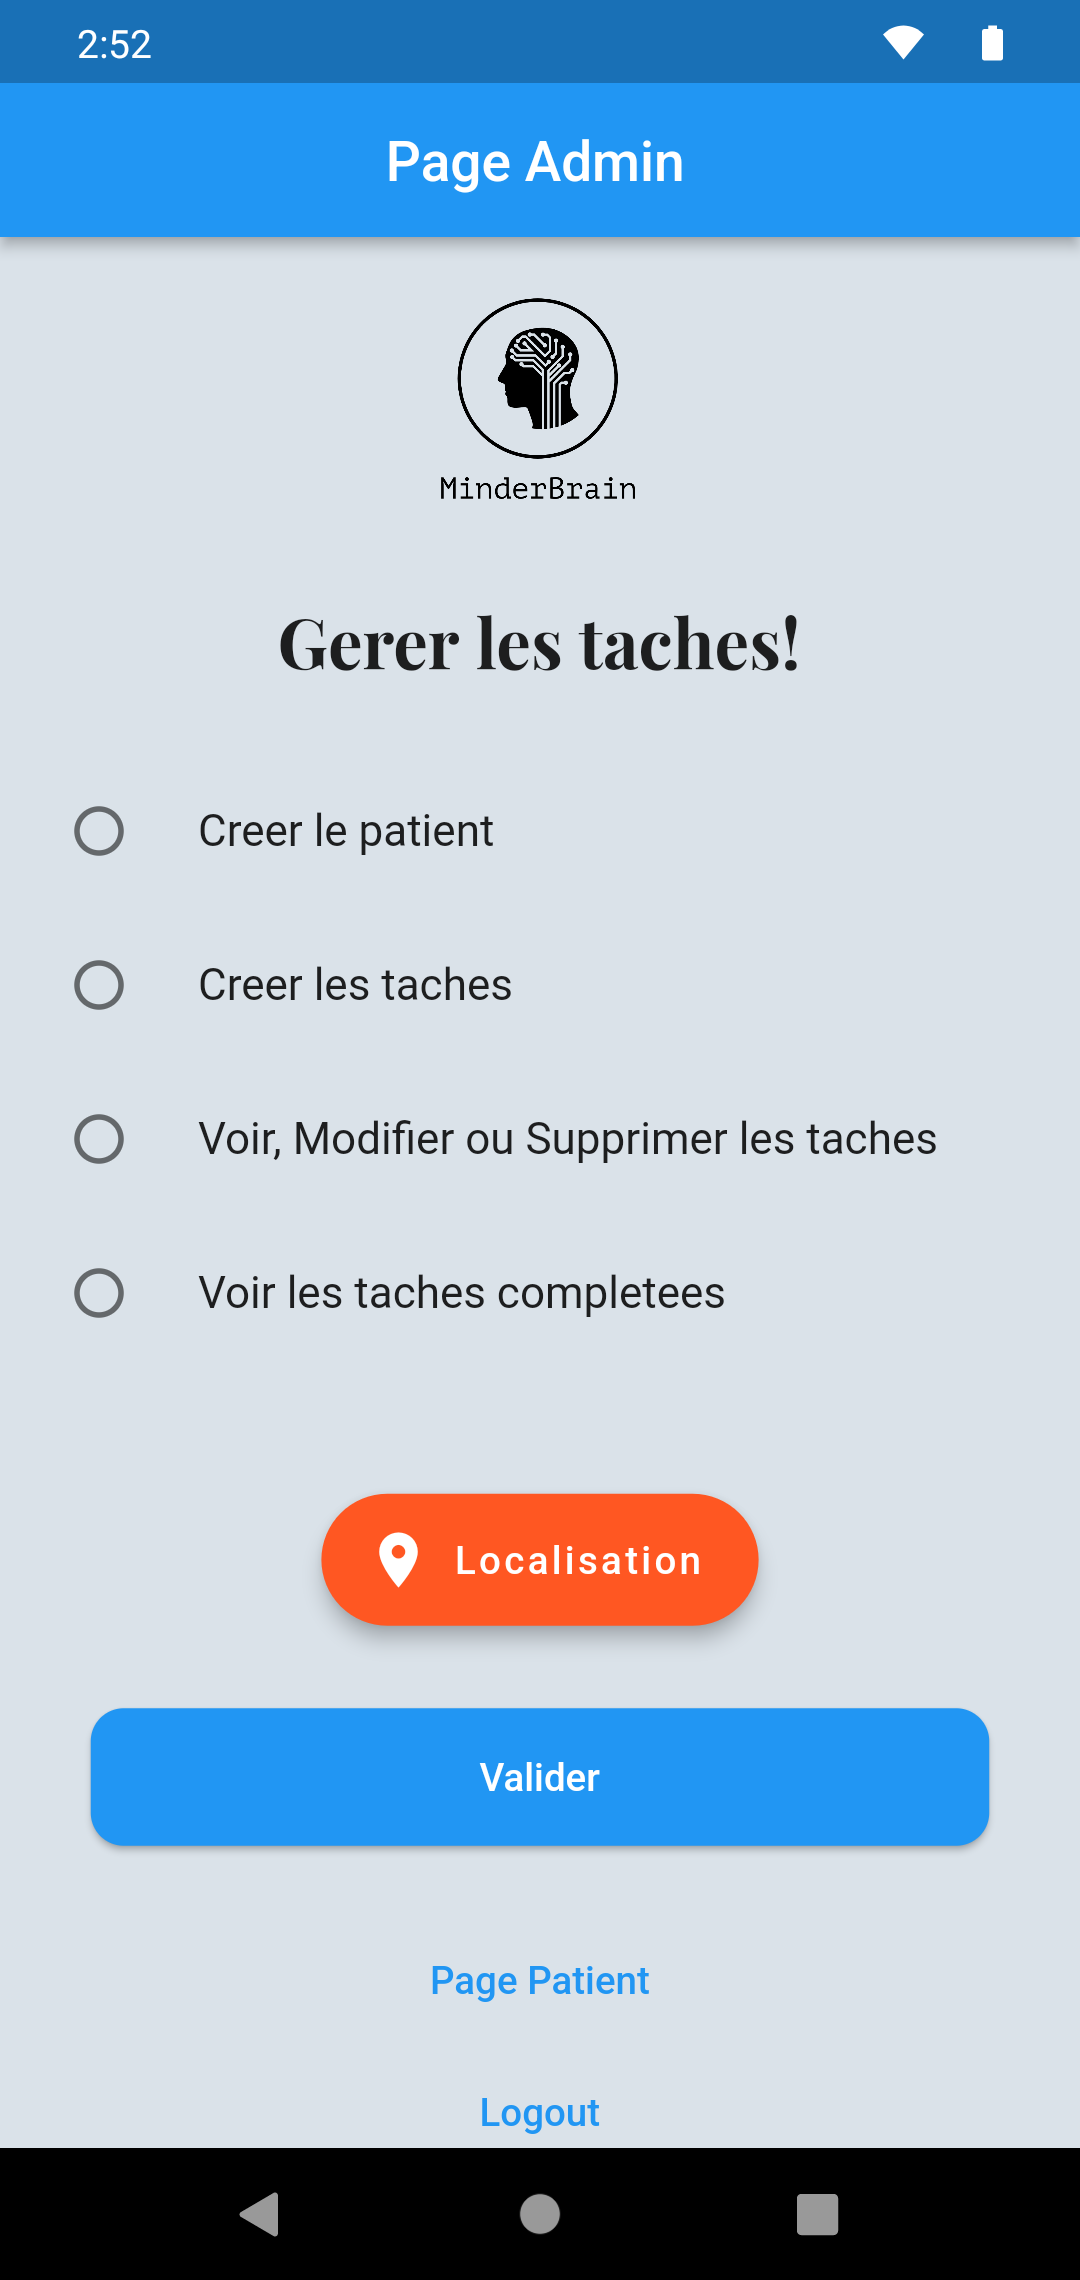 2:52
Page Admin
MinderBrain
Gerer les taches!
Creer le patient
Creer les taches
Voir, Modifier ou Supprimer les taches
Voir les taches completees
Localisation
Valider
Page Patient
Logout